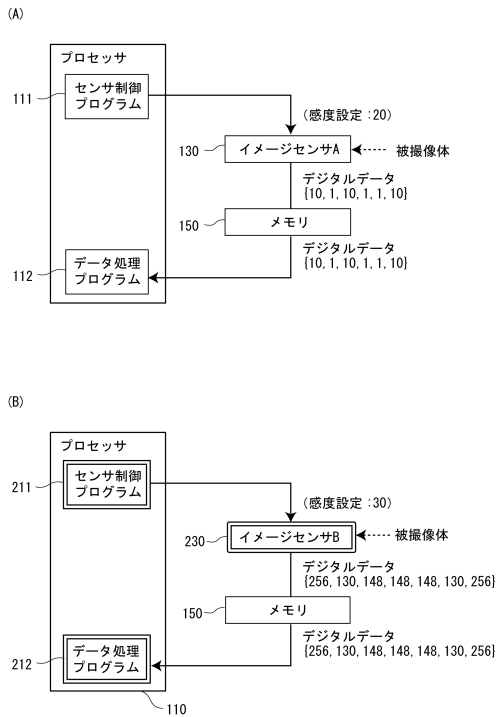 (A)
プロセッサ
センサ制御
プログラム
111
(感度設定:20)
130
イメージセンサA
被撮像体
デジタルデータ
{10, 1, 10, 1, 1, 10}
150
メモリ
デジタルデータ
{10, 1, 10, 1, 1, 10}
112
データ処理
プログラム
(B)
プロセッサ
センサ制御
プログラム
211
(感度設定:30)
230
イメージセンサB
被撮像体
デジタルデータ
{256, 130, 148, 148, 148, 130, 256}
150
メモリ
デジタルデータ
{256, 130, 148, 148, 148, 130, 256}
212
データ処理
プログラム
110